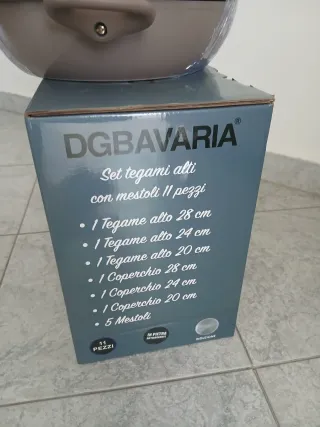 DGBAVARIA®
Set tegami alti
con mestoli 11 pezzi
• 1 Tegame alto 28 cm
• 1 Tegame alto 24 cm
• 1 Tegame alto 20 cm
• 1 Coperchio 28 cm
• 1 Coperchio 24 cm
• 1 Coperchio 20 cm
• 5 Mestoli
11
PEZZI
IN PIETRA